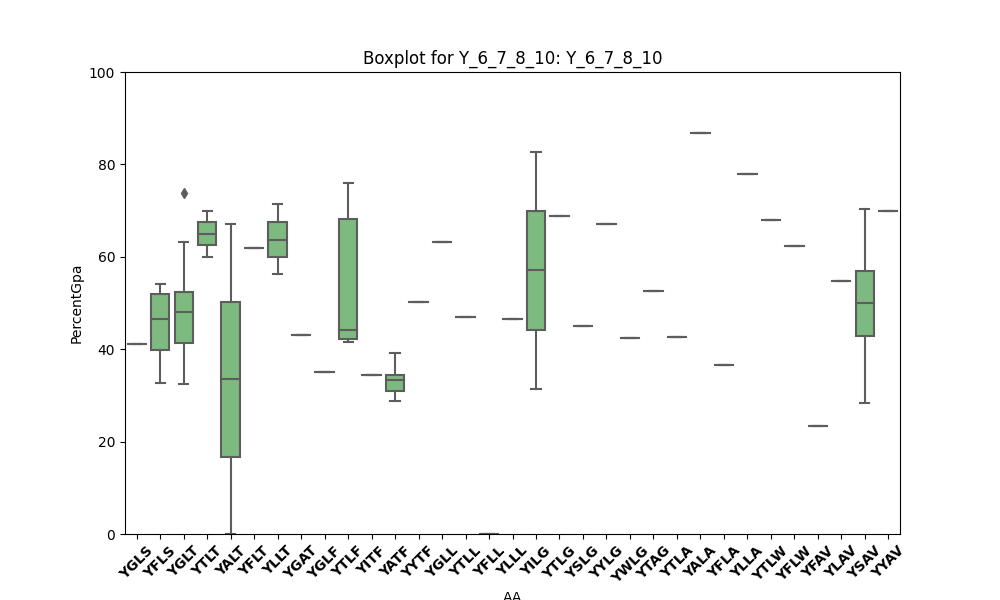 Boxplot for Y_6_7_8_10: Y_6_7_8_10
100
80
60
40
20
0
PercentGpa
YGLS YFLS YGLT YTLT YALT YFLT YLLT YGAT YGLF YTLF YITF YATF YYTF YGLL YTLL YFLL YLLL YILG YTLG YSLG YYLG YWLG YTAG YTLA YALA YFLA YLLA YTLW YFLW YFAV YLAV YSAV YYAV
AA